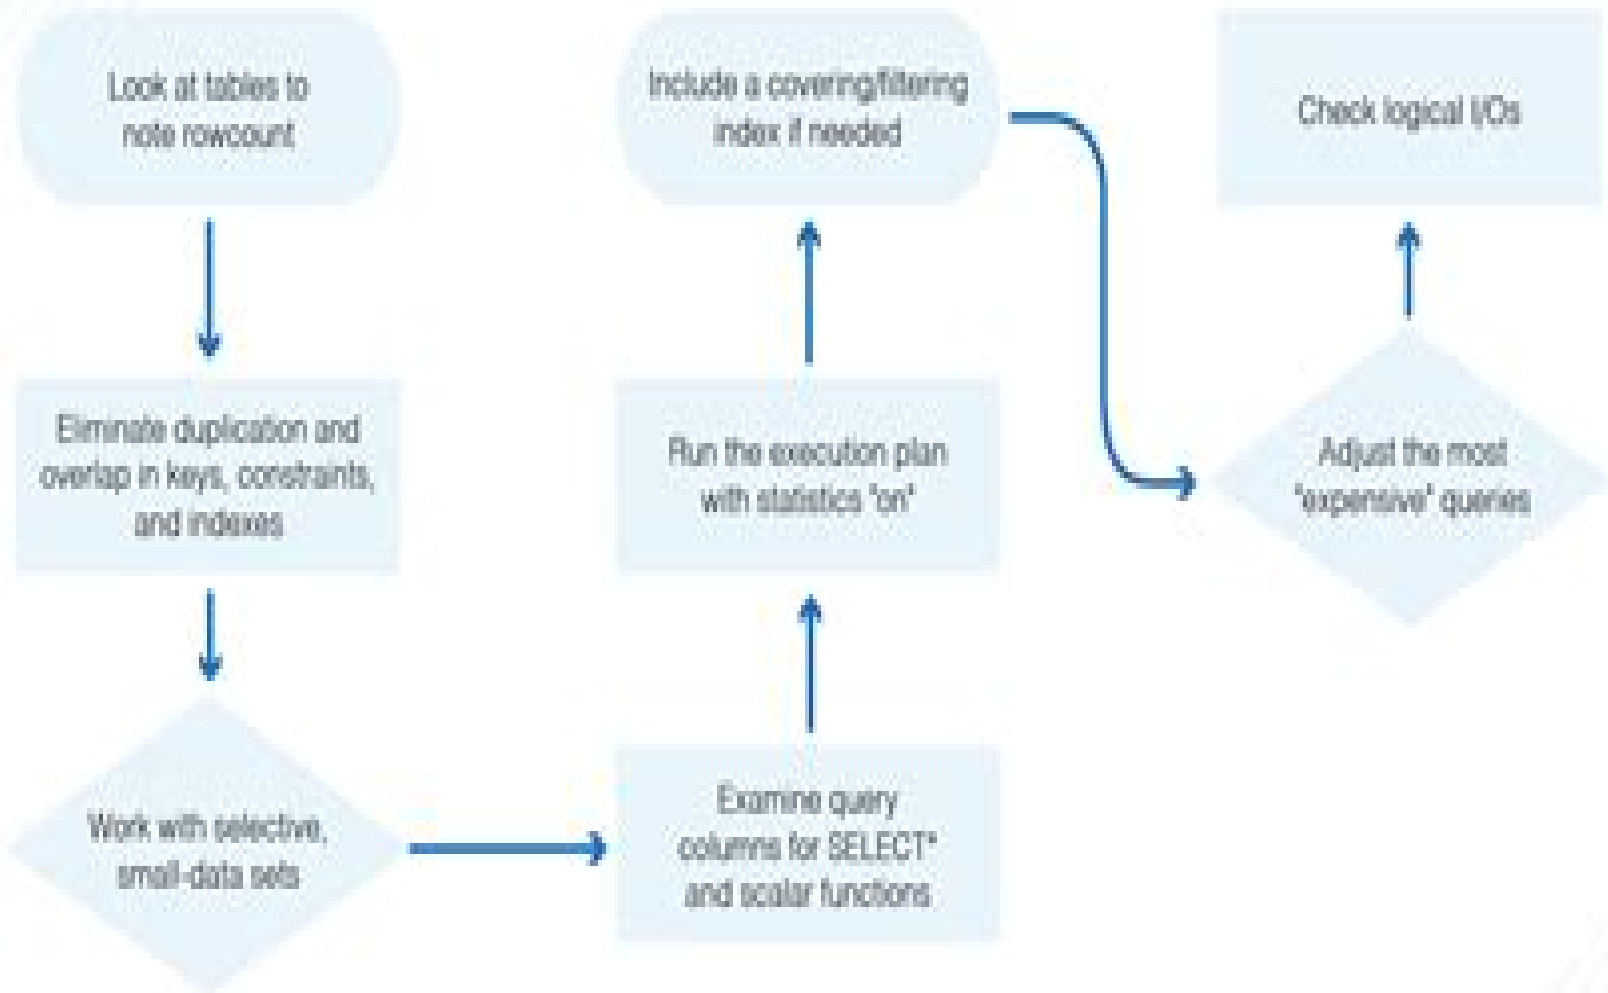 Look at tables to
note rowcount
Eliminate duplication and
overlap in keys, constraints,
and indexes
Work with selective,
small-data sets
Examine query
columns for SELECT*
and scalar functions
Run the execution plan
with statistics "on"
Include a covering/filtering
index if needed
Adjust the most
"expensive" queries
Check logical I/Os